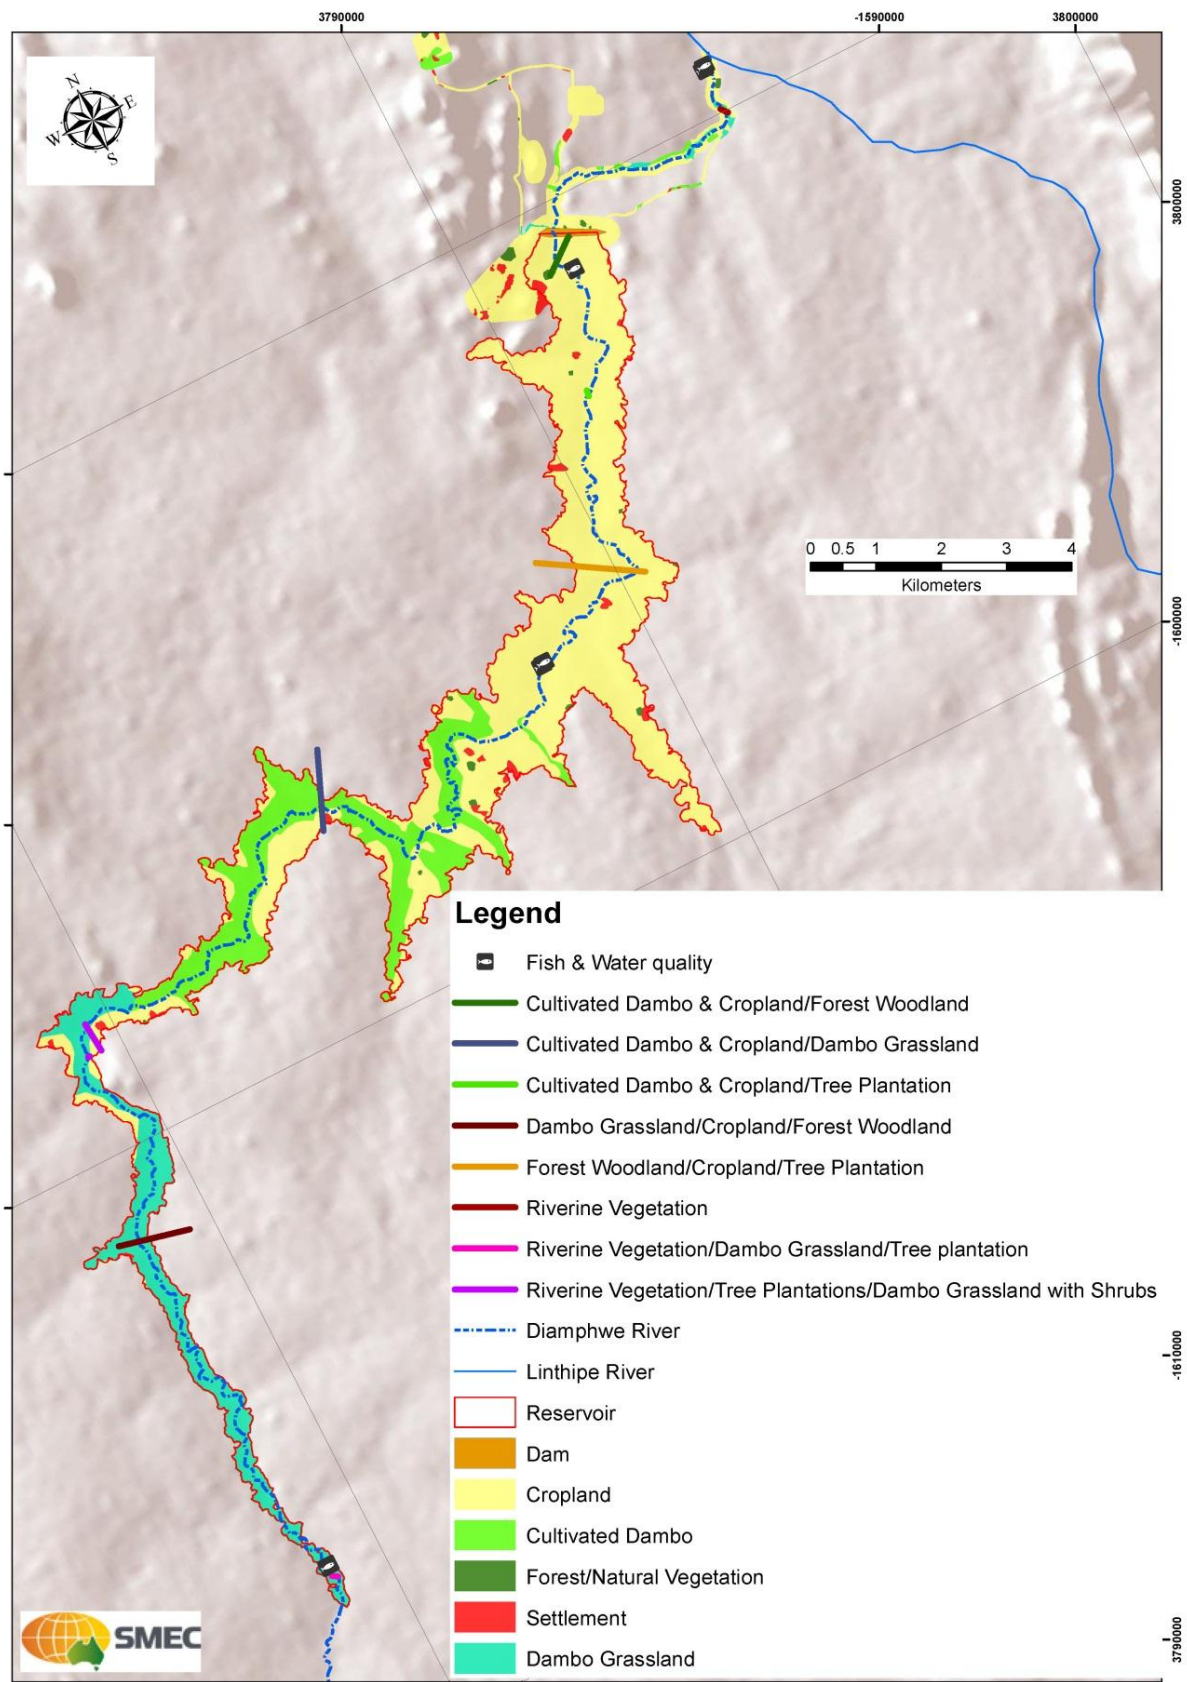 3790000
-1590000
3800000
N
E
W
S
3800000
0 0.5 1 2 3 4
Kilometers
-1600000
Legend
Fish & Water quality
Cultivated Dambo & Cropland/Forest Woodland
Cultivated Dambo & Cropland/Dambo Grassland
Cultivated Dambo & Cropland/Tree Plantation
Dambo Grassland/Cropland/Forest Woodland
Forest Woodland/Cropland/Tree Plantation
Riverine Vegetation
Riverine Vegetation/Dambo Grassland/Tree plantation
Riverine Vegetation/Tree Plantations/Dambo Grassland with Shrubs
Diamphwe River
Linthipe River
Reservoir
Dam
Cropland
Cultivated Dambo
Forest/Natural Vegetation
Settlement
Dambo Grassland
-1610000
3790000
SMEC